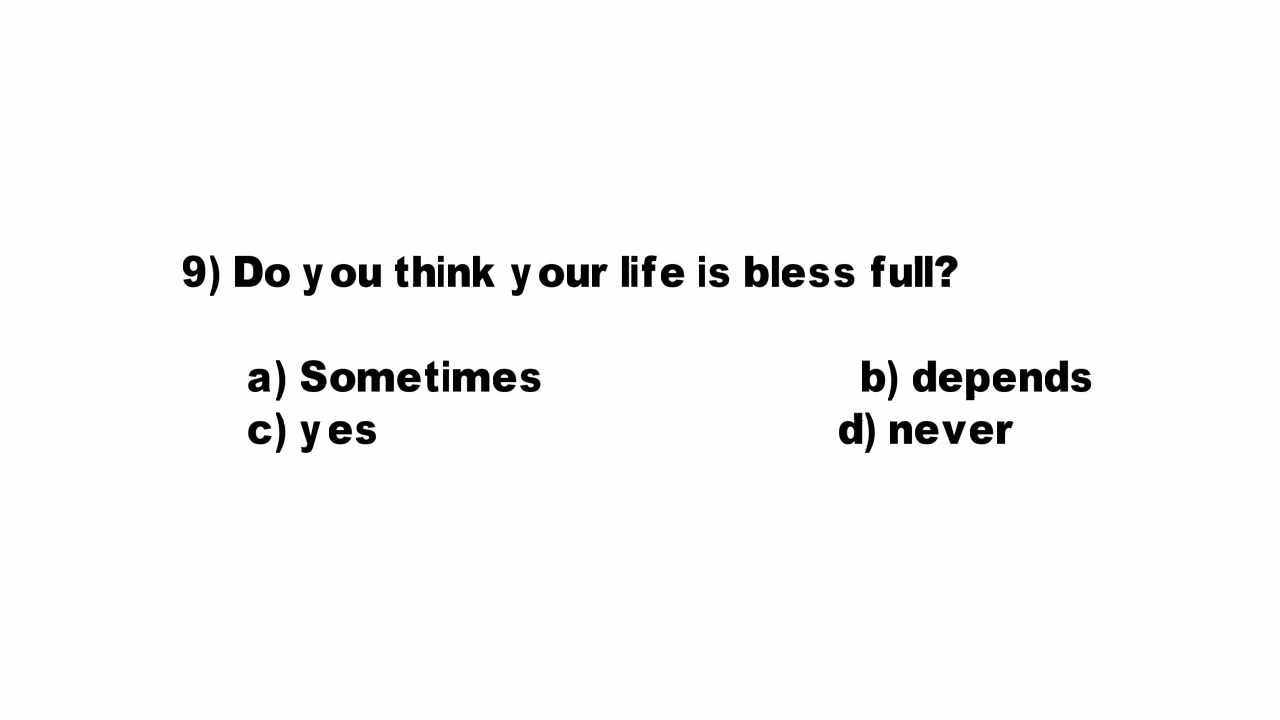 9) Do you think your life is bless full?
a) Sometimes b) depends
c) yes d) never